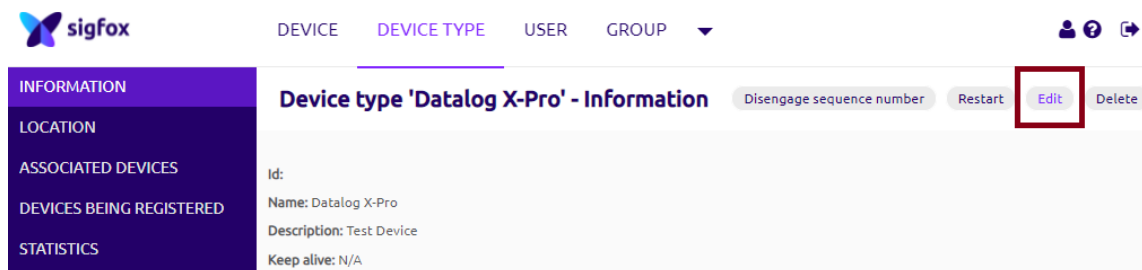 sigfox
DEVICE DEVICE TYPE USER GROUP
INFORMATION
LOCATION
ASSOCIATED DEVICES
DEVICES BEING REGISTERED
STATISTICS
Device type 'Datalog X-Pro' - Information
Disengage sequence number Restart Edit Delete
Id:
Name: Datalog X-Pro
Description: Test Device
Keep alive: N/A